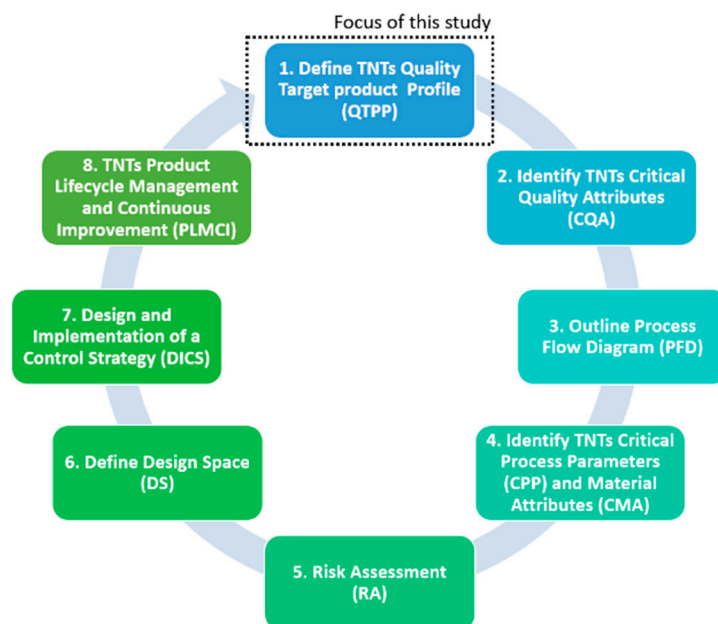 Focus of this study
1. Define TNTs Quality
Target product Profile
(QTPP)
2. Identify TNTs Critical
Quality Attributes
(CQA)
3. Outline Process
Flow Diagram (PFD)
4. Identify TNTs Critical
Process Parameters
(CPP) and Material
Attributes (CMA)
5. Risk Assessment
(RA)
6. Define Design Space
(DS)
7. Design and
Implementation of a
Control Strategy (DICS)
8. TNTs Product
Lifecycle Management
and Continuous
Improvement (PLMCI)